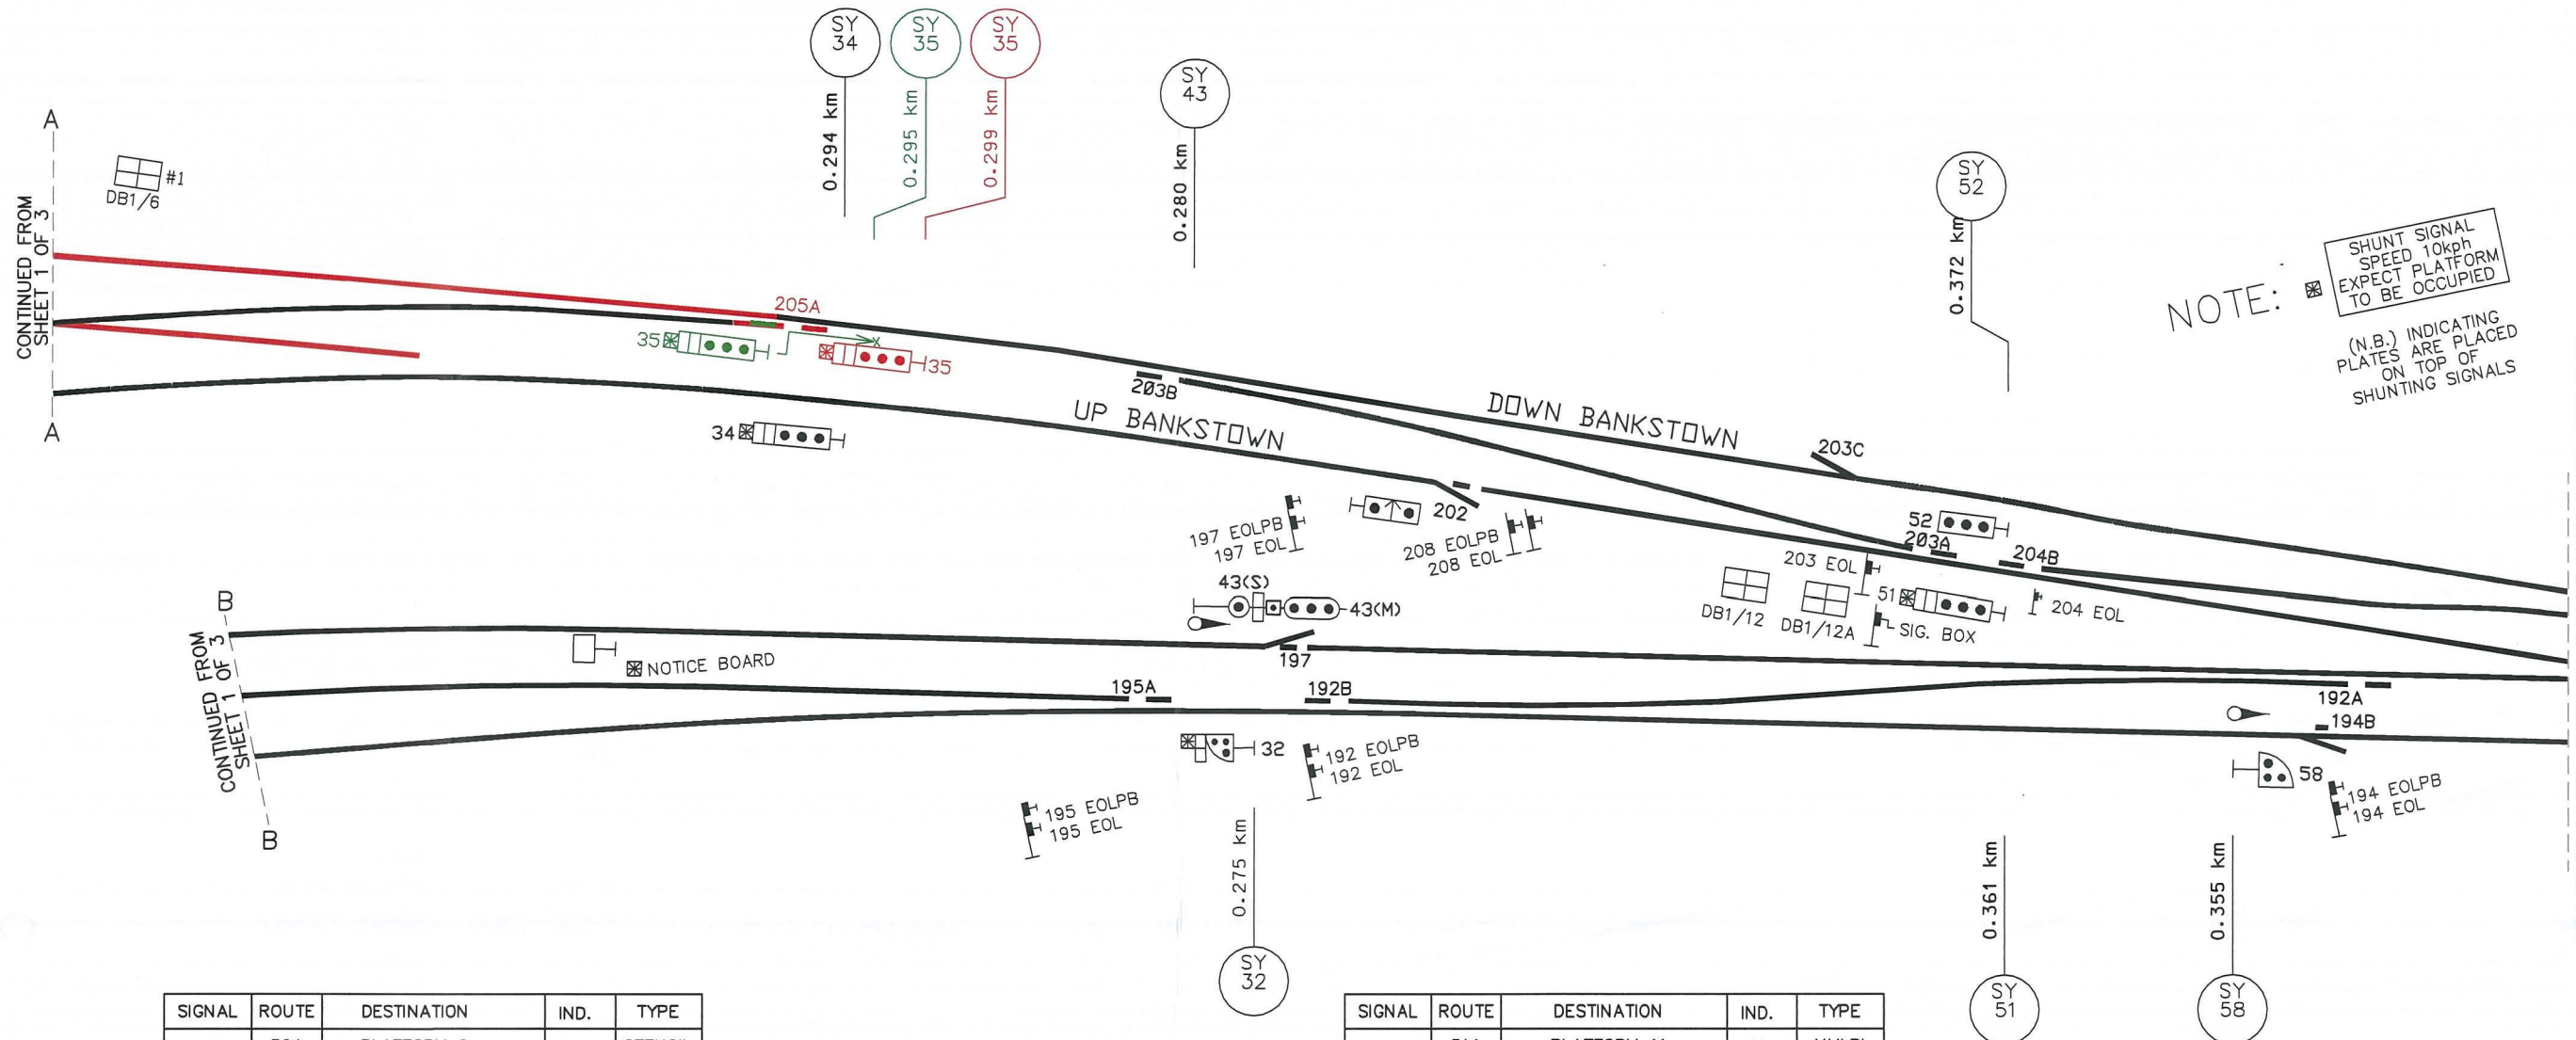 SY
34
SY
35
SY
35
SY
43
SY
52
0.294 km
0.295 km
0.299 km
0.280 km
0.372 km
A
#1
DB1/6
CONTINUED FROM
SHEET 1 OF 3
A
205A
35
35
34
203B
UP BANKSTOWN
DOWN BANKSTOWN
203C
NOTE:
SHUNT SIGNAL
SPEED 10kph
EXPECT PLATFORM
TO BE OCCUPIED
(N.B.) INDICATING
PLATES ARE PLACED
ON TOP OF
SHUNTING SIGNALS
197 EOLPB
197 EOL
202
208 EOLPB
208 EOL
52
203A
204B
203 EOL
DB1/12
DB1/12A
51
SIG. BOX
204 EOL
43(S)
43(M)
B
CONTINUED FROM
SHEET 1 OF 3
B
NOTICE BOARD
197
195A
192B
192A
194B
32
192 EOLPB
192 EOL
195 EOLPB
195 EOL
58
194 EOLPB
194 EOL
0.275 km
SY
32
0.361 km
SY
51
0.355 km
SY
58
SIGNAL ROUTE DESTINATION IND. TYPE
SIGNAL ROUTE DESTINATION IND. TYPE